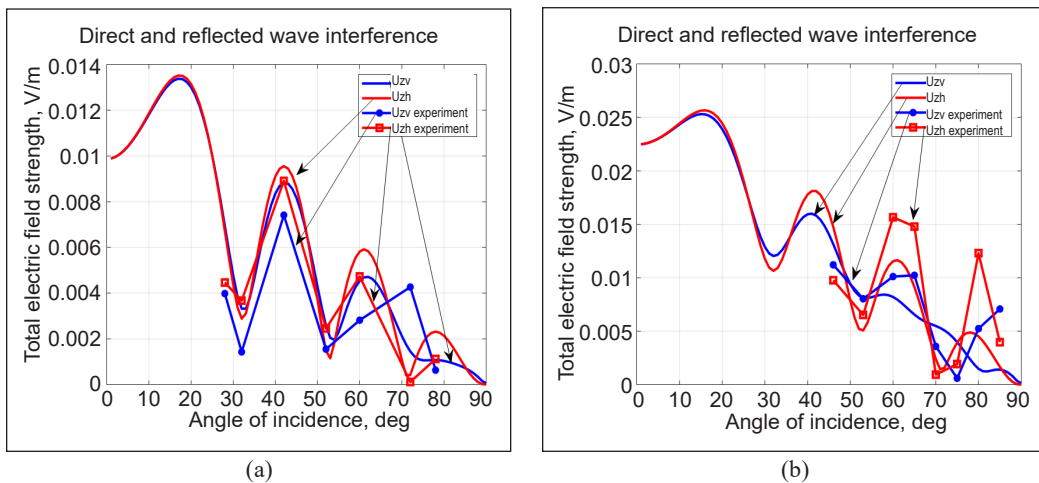 Direct and reflected wave interference
Total electric field strength, V/m
0.014
0.012
0.01
0.008
0.006
0.004
0.002
0
0 10 20 30 40 50 60 70 80 90
Angle of incidence, deg
Uzv
Uzh
Uzv experiment
Uzh experiment
(a)
Direct and reflected wave interference
Total electric field strength, V/m
0.03
0.025
0.02
0.015
0.01
0.005
0
0 10 20 30 40 50 60 70 80 90
Angle of incidence, deg
Uzv
Uzh
Uzv experiment
Uzh experiment
(b)